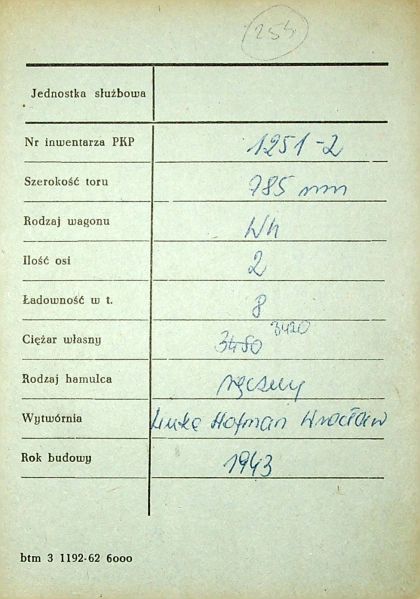 254
Jednostka służbowa
Nr inwentarza PKP 1251-2
Szerokość toru 785 mm
Rodzaj wagonu Wh
Ilość osi 2
Ładowność w t. 8
Ciężar własny 3480 3420
Rodzaj hamulca ręczny
Wytwórnia Linke Hofman Wrocław
Rok budowy 1943
btm 3 1192-62 6000